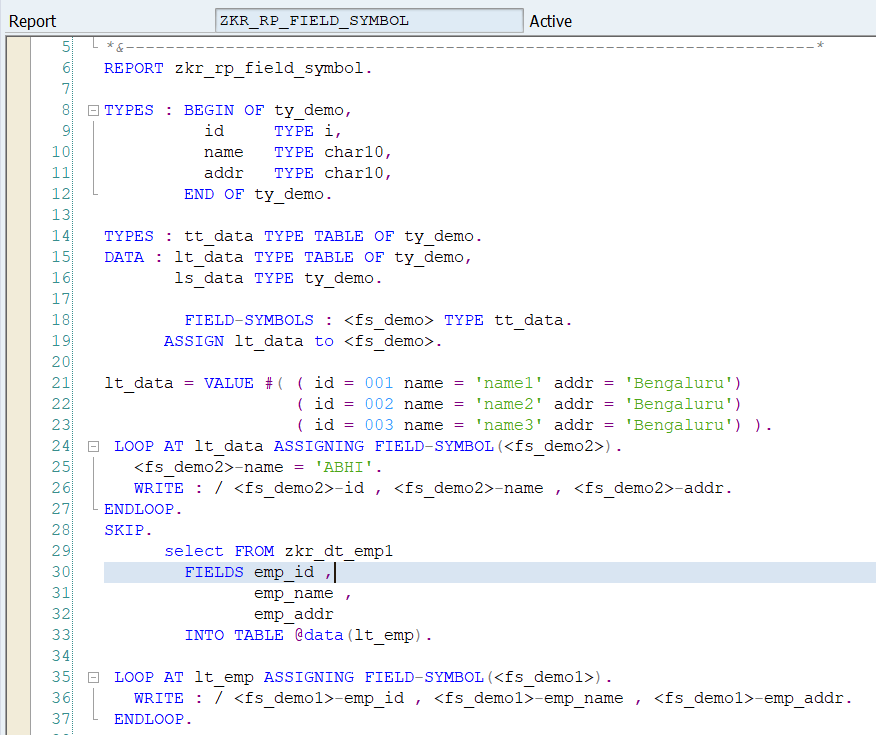 Report ZKR_RP_FIELD_SYMBOL Active
5 *&---------------------------------------------------------------------*
6 REPORT zkr_rp_field_symbol.
7
8 TYPES : BEGIN OF ty_demo,
9 id TYPE i,
10 name TYPE char10,
11 addr TYPE char10,
12 END OF ty_demo.
13
14 TYPES : tt_data TYPE TABLE OF ty_demo.
15 DATA : lt_data TYPE TABLE OF ty_demo,
16 ls_data TYPE ty_demo.
17
18 FIELD-SYMBOLS : <fs_demo> TYPE tt_data.
19 ASSIGN lt_data to <fs_demo>.
20
21 lt_data = VALUE #( ( id = 001 name = 'name1' addr = 'Bengaluru')
22 ( id = 002 name = 'name2' addr = 'Bengaluru')
23 ( id = 003 name = 'name3' addr = 'Bengaluru') ).
24 LOOP AT lt_data ASSIGNING FIELD-SYMBOL(<fs_demo2>).
25 <fs_demo2>-name = 'ABHI'.
26 WRITE : / <fs_demo2>-id , <fs_demo2>-name , <fs_demo2>-addr.
27 ENDLOOP.
28 SKIP.
29 select FROM zkr_dt_emp1
30 FIELDS emp_id ,
31 emp_name ,
32 emp_addr
33 INTO TABLE @data(lt_emp).
34
35 LOOP AT lt_emp ASSIGNING FIELD-SYMBOL(<fs_demo1>).
36 WRITE : / <fs_demo1>-emp_id , <fs_demo1>-emp_name , <fs_demo1>-emp_addr.
37 ENDLOOP.